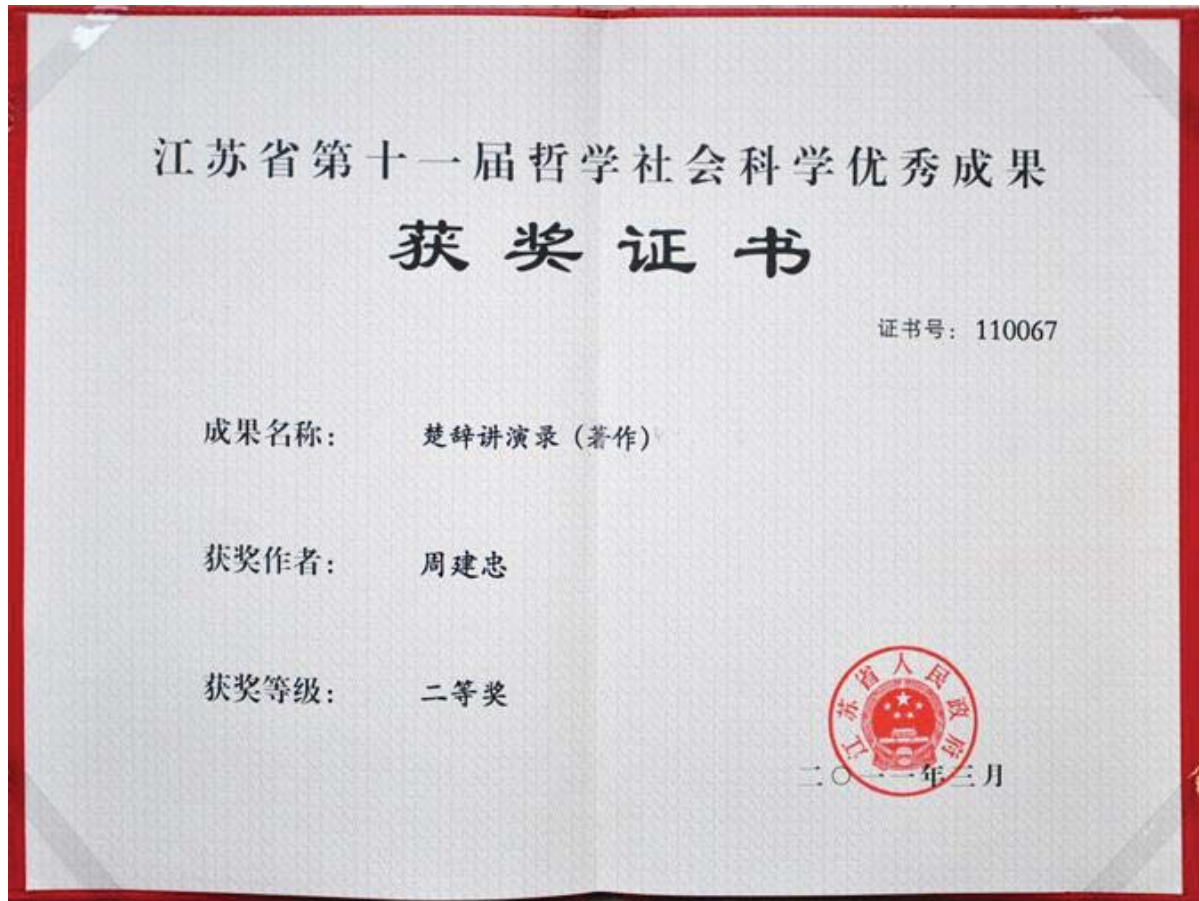 江苏省第十一届哲学社会科学优秀成果
获奖证书
证书号：110067
成果名称：楚辞讲演录（著作）
获奖作者：周建忠
获奖等级：二等奖
江苏省人民政府
二〇一一年三月